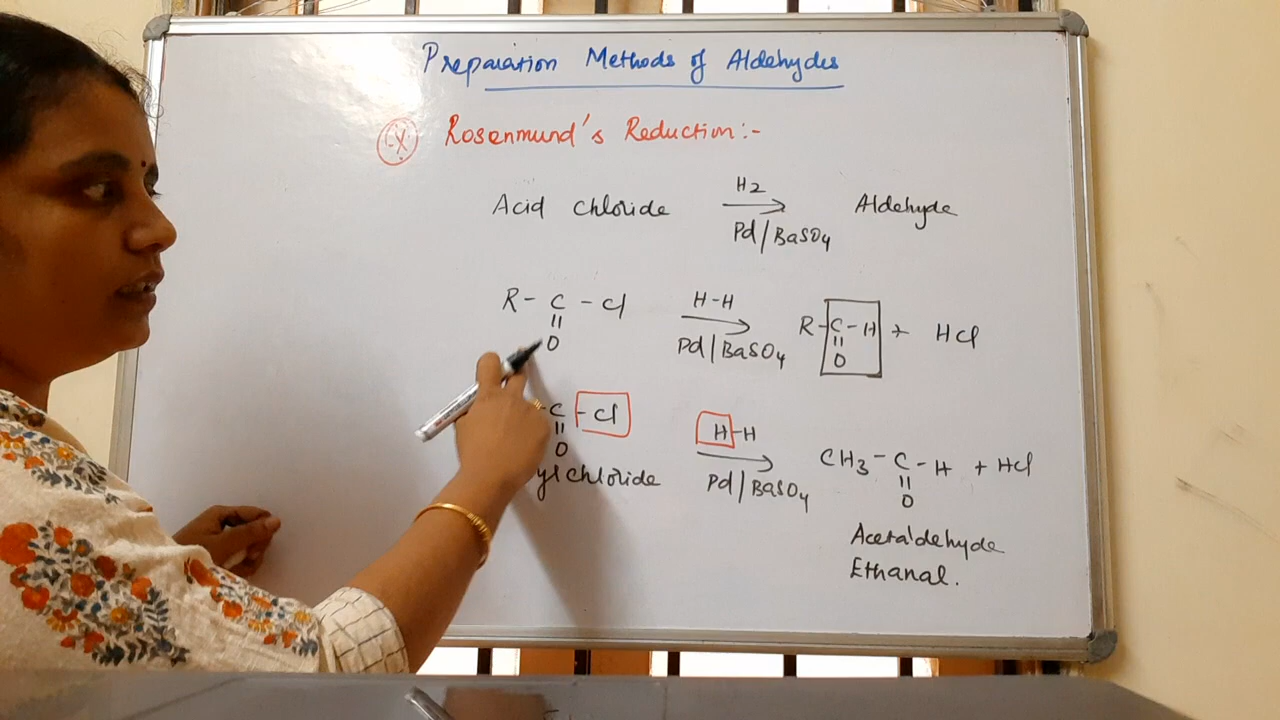 Preparation Methods of Aldehydes
Rosenmund's Reduction:-
Acid Chloride H2 Pd/BaSO4 Aldehyde
R-C-Cl H-H Pd/BaSO4 R-C-H + HCl
O O
-C-Cl H-H Pd/BaSO4 CH3-C-H + HCl
O O
yl chloride
Acetaldehyde
Ethanal.